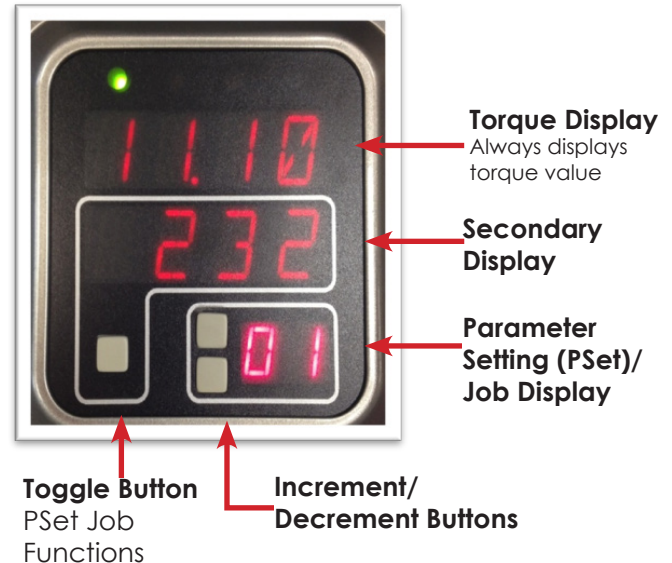 11.10
232
01
Torque Display
Always displays
torque value
Secondary
Display
Parameter
Setting (PSet)/
Job Display
Toggle Button
PSet Job
Functions
Increment/
Decrement Buttons